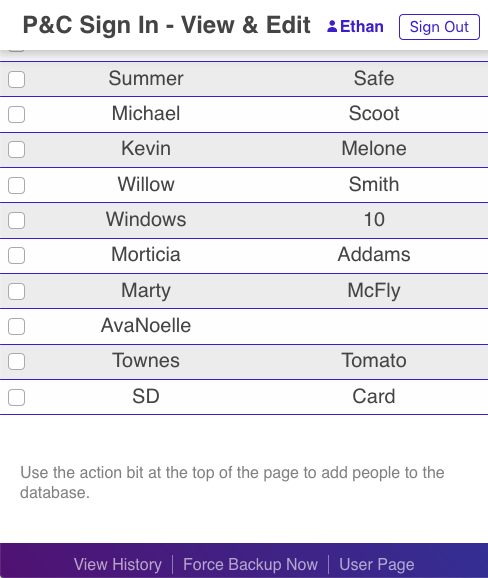 P&C Sign In - View & Edit Ethan Sign Out
Summer Safe
Michael Scoot
Kevin Melone
Willow Smith
Windows 10
Morticia Addams
Marty McFly
AvaNoelle
Townes Tomato
SD Card
Use the action bit at the top of the page to add people to the
database.
View History Force Backup Now User Page